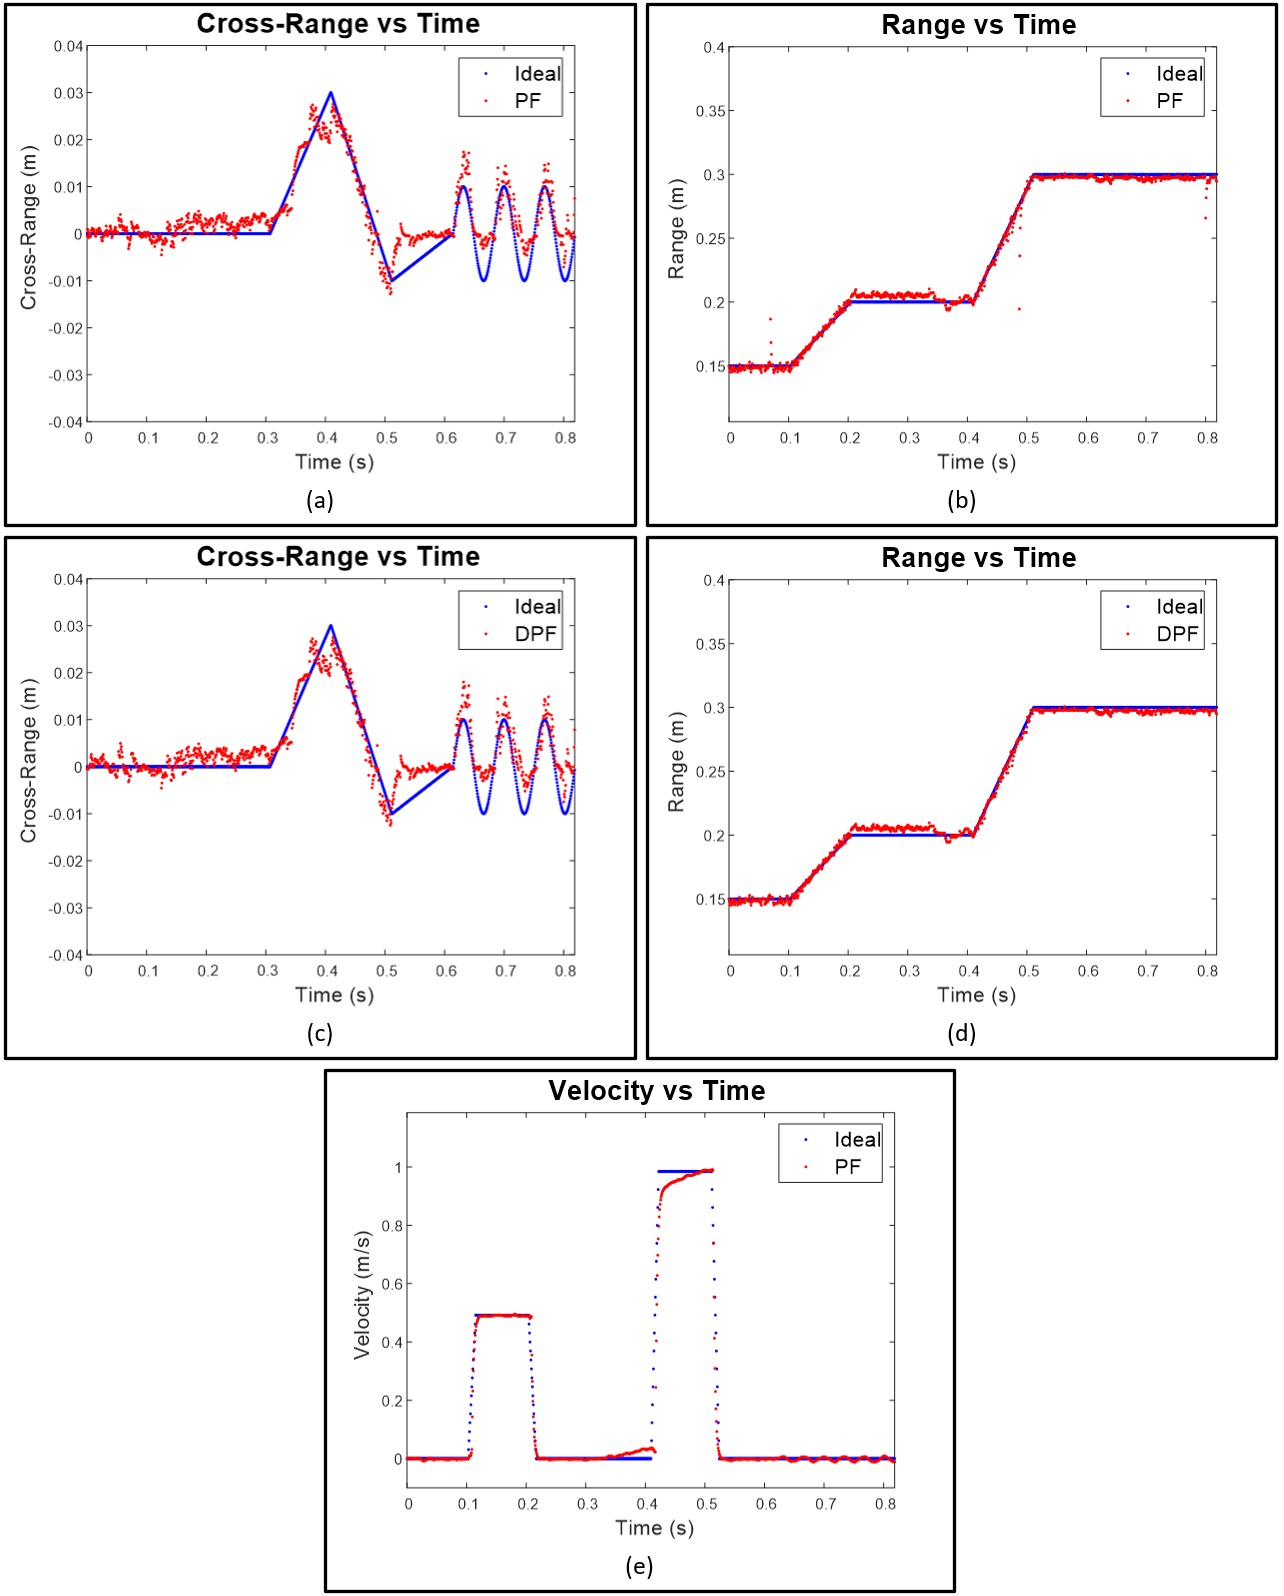 Cross-Range vs Time
0.04
0.03
0.02
0.01
0
-0.01
-0.02
-0.03
-0.04
Cross-Range (m)
Ideal
PF
0 0.1 0.2 0.3 0.4 0.5 0.6 0.7 0.8
Time (s)
(a)
Range vs Time
0.4
0.35
0.3
0.25
0.2
0.15
Range (m)
Ideal
PF
0 0.1 0.2 0.3 0.4 0.5 0.6 0.7 0.8
Time (s)
(b)
Cross-Range vs Time
0.04
0.03
0.02
0.01
0
-0.01
-0.02
-0.03
-0.04
Cross-Range (m)
Ideal
DPF
0 0.1 0.2 0.3 0.4 0.5 0.6 0.7 0.8
Time (s)
(c)
Range vs Time
0.4
0.35
0.3
0.25
0.2
0.15
Range (m)
Ideal
DPF
0 0.1 0.2 0.3 0.4 0.5 0.6 0.7 0.8
Time (s)
(d)
Velocity vs Time
1
0.8
0.6
0.4
0.2
0
Velocity (m/s)
Ideal
PF
0 0.1 0.2 0.3 0.4 0.5 0.6 0.7 0.8
Time (s)
(e)